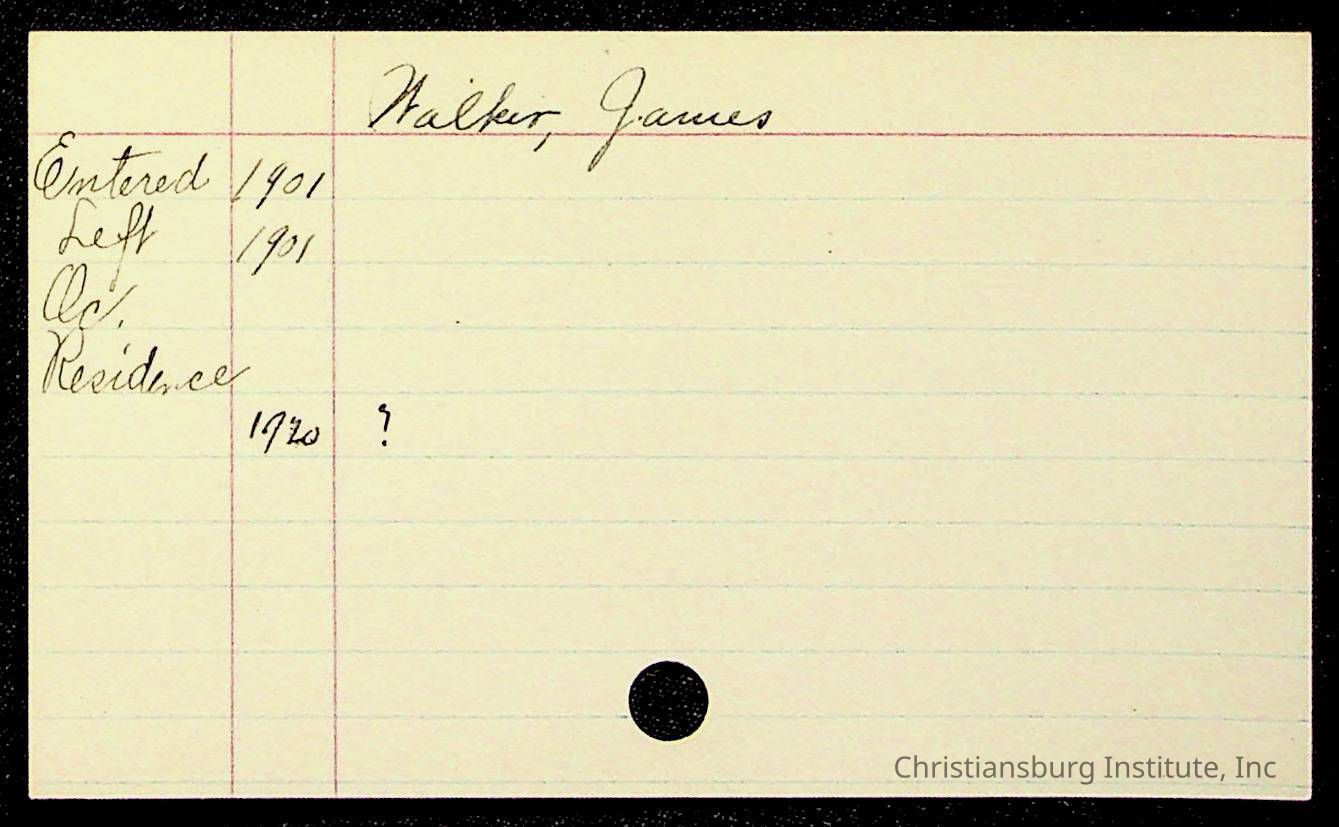 Walker, James
Entered 1901
Left 1901
Oc.
Residence
1920 ?
Christiansburg Institute, Inc